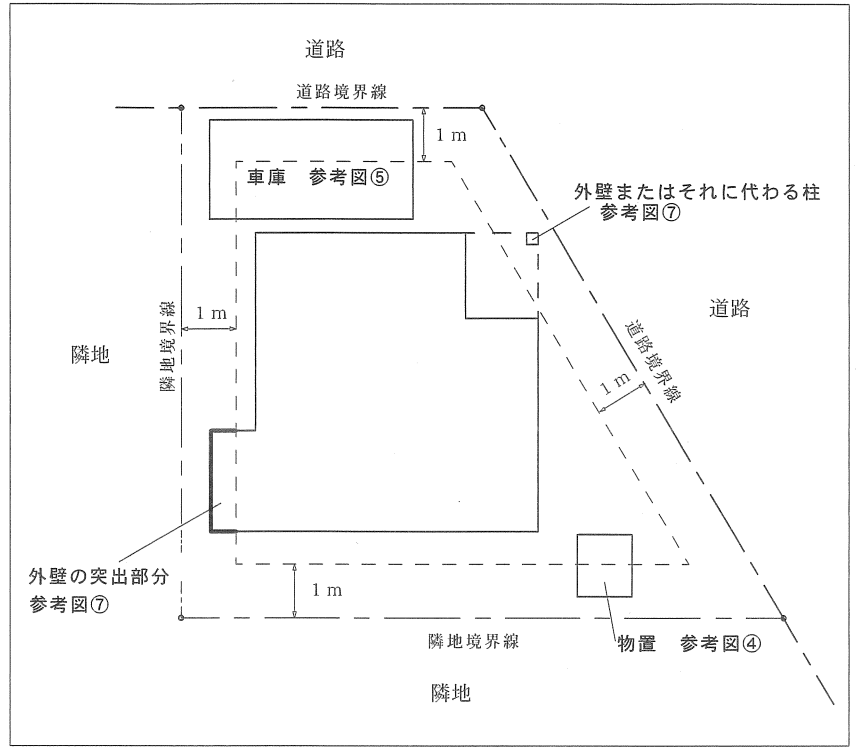 道路
道路境界線
1 m
車庫　参考図⑤
外壁またはそれに代わる柱
参考図⑦
1 m
隣地境界線
道路
隣地
道路境界線
1 m
外壁の突出部分
参考図⑦
1 m
隣地境界線
物置　参考図④
隣地